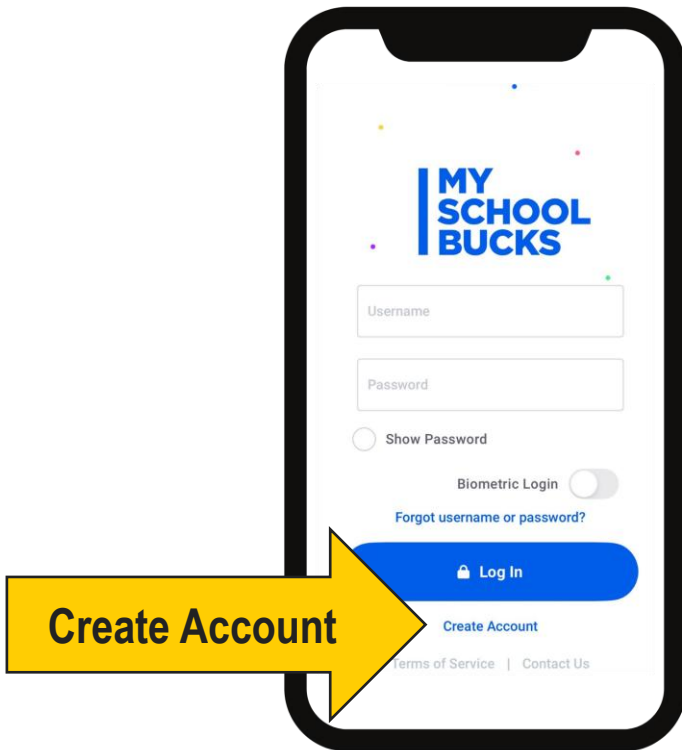 MY
SCHOOL
BUCKS
Username
Password
Show Password
Biometric Login
Forgot username or password?
Log In
Create Account
Create Account
Terms of Service | Contact Us